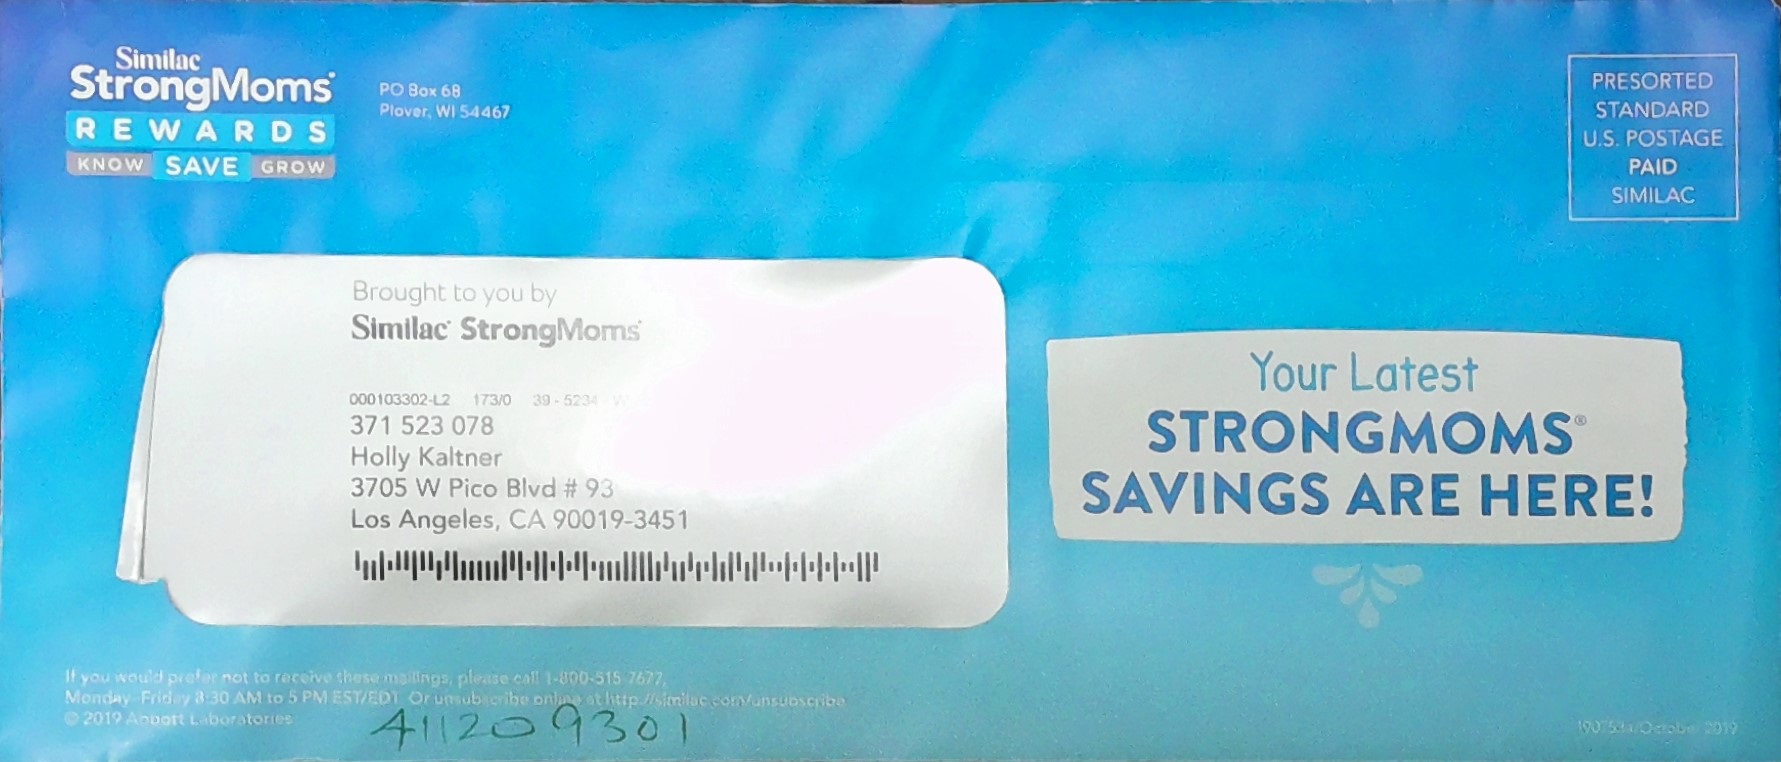 Similac
StrongMoms®
REWARDS
KNOW SAVE GROW
PO Box 68
Plover, WI 54467
PRESORTED
STANDARD
U.S. POSTAGE
PAID
SIMILAC
Brought to you by
Similac® StrongMoms®
000103302-L2 173/0 39 - 5234
371 523 078
Holly Kaltner
3705 W Pico Blvd # 93
Los Angeles, CA 90019-3451
Your Latest
STRONGMOMS®
SAVINGS ARE HERE!
If you would prefer not to receive these mailings, please call 1-800-515-7677,
Monday-Friday 8:30 AM to 5 PM EST/EDT. Or unsubscribe online at http://similac.com/unsubscribe
© 2019 Abbott Laboratories
411209301
October 2019